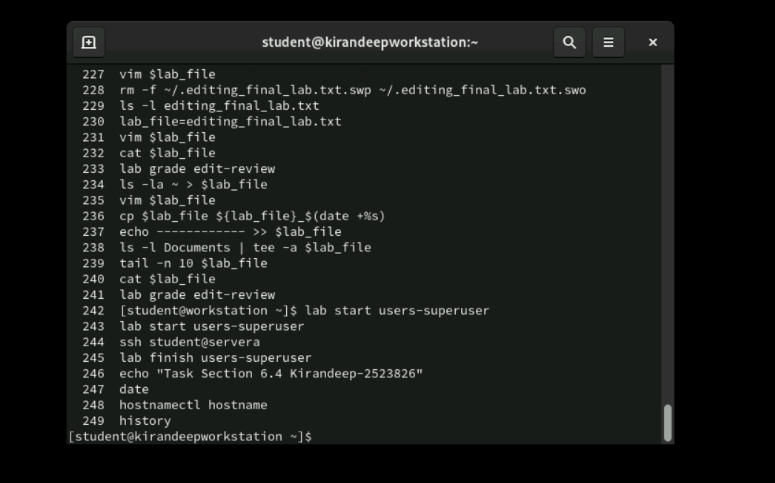 student@kirandeepworkstation:~
227 vim $lab_file
228 rm -f ~/.editing_final_lab.txt.swp ~/.editing_final_lab.txt.swo
229 ls -l editing_final_lab.txt
230 lab_file=editing_final_lab.txt
231 vim $lab_file
232 cat $lab_file
233 lab grade edit-review
234 ls -la ~ > $lab_file
235 vim $lab_file
236 cp $lab_file ${lab_file}_$(date +%s)
237 echo ------------ >> $lab_file
238 ls -l Documents | tee -a $lab_file
239 tail -n 10 $lab_file
240 cat $lab_file
241 lab grade edit-review
242 [student@workstation ~]$ lab start users-superuser
243 lab start users-superuser
244 ssh student@servera
245 lab finish users-superuser
246 echo "Task Section 6.4 Kirandeep-2523826"
247 date
248 hostnamectl hostname
249 history
[student@kirandeepworkstation ~]$